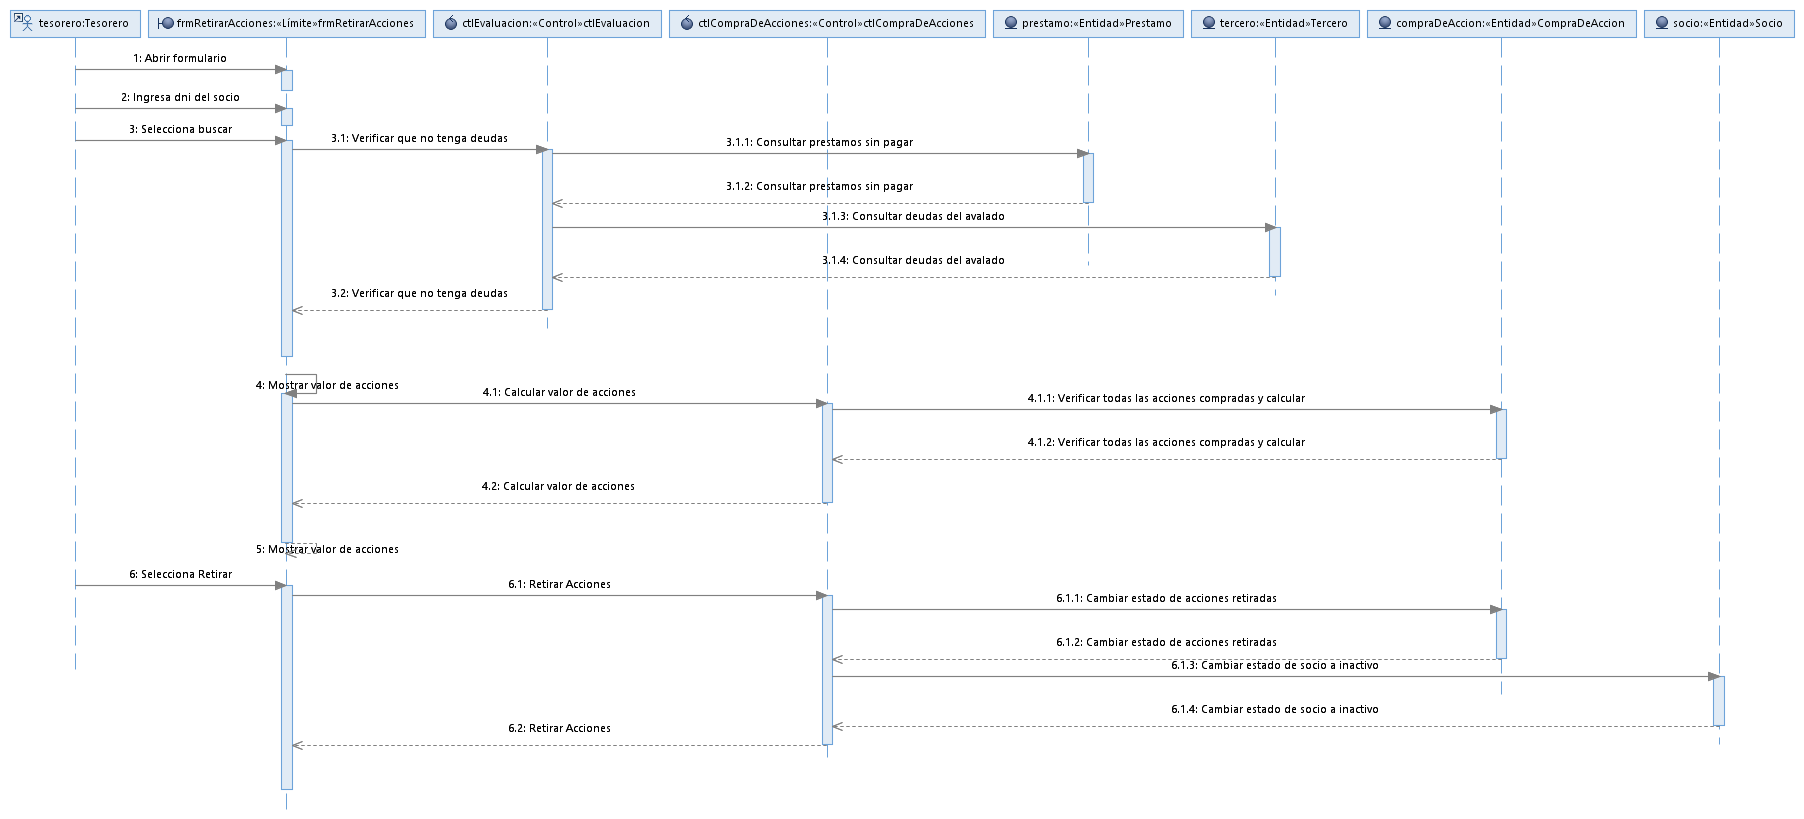 tesorero:Tesorero
frmRetirarAcciones:«Límite»frmRetirarAcciones
ctlEvaluacion:«Control»ctlEvaluacion
ctlCompraDeAcciones:«Control»ctlCompraDeAcciones
prestamo:«Entidad»Prestamo
tercero:«Entidad»Tercero
compraDeAccion:«Entidad»CompraDeAccion
socio:«Entidad»Socio
1: Abrir formulario
2: Ingresa dni del socio
3: Selecciona buscar
3.1: Verificar que no tenga deudas
3.1.1: Consultar prestamos sin pagar
3.1.2: Consultar prestamos sin pagar
3.1.3: Consultar deudas del avalado
3.1.4: Consultar deudas del avalado
3.2: Verificar que no tenga deudas
4: Mostrar valor de acciones
4.1: Calcular valor de acciones
4.1.1: Verificar todas las acciones compradas y calcular
4.1.2: Verificar todas las acciones compradas y calcular
4.2: Calcular valor de acciones
5: Mostrar valor de acciones
6: Selecciona Retirar
6.1: Retirar Acciones
6.1.1: Cambiar estado de acciones retiradas
6.1.2: Cambiar estado de acciones retiradas
6.1.3: Cambiar estado de socio a inactivo
6.1.4: Cambiar estado de socio a inactivo
6.2: Retirar Acciones